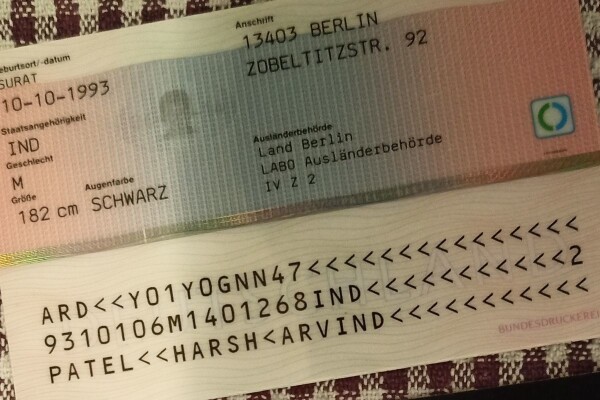 Geburtsort/-datum
SURAT
10-10-1993
Staatsangehörigkeit
IND
Geschlecht
M
Größe
182 cm
Augenfarbe
SCHWARZ
Anschrift
13403 BERLIN
ZOBELTITZSTR. 92
Ausländerbehörde
Land Berlin
LABO Ausländerbehörde
IV Z 2
ARD<<Y01Y0GNN47<<<<<<<<<<<<<<<
9310106M1401268IND<<<<<<<<<<<2
PATEL<<HARSH<ARVIND<<<<<<<<<<<
BUNDESDRUCKEREI